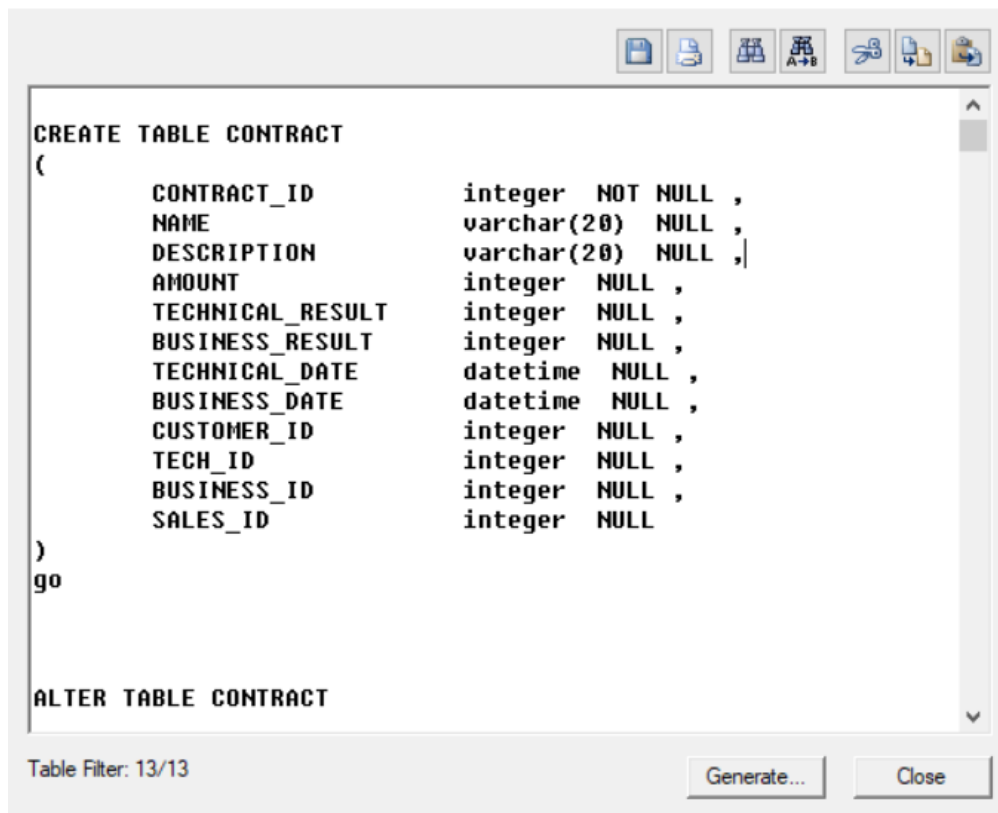 A→B
CREATE TABLE CONTRACT
(
CONTRACT_ID integer NOT NULL ,
NAME varchar(20) NULL ,
DESCRIPTION varchar(20) NULL ,
AMOUNT integer NULL ,
TECHNICAL_RESULT integer NULL ,
BUSINESS_RESULT integer NULL ,
TECHNICAL_DATE datetime NULL ,
BUSINESS_DATE datetime NULL ,
CUSTOMER_ID integer NULL ,
TECH_ID integer NULL ,
BUSINESS_ID integer NULL ,
SALES_ID integer NULL
)
go
ALTER TABLE CONTRACT
Table Filter: 13/13 Generate... Close